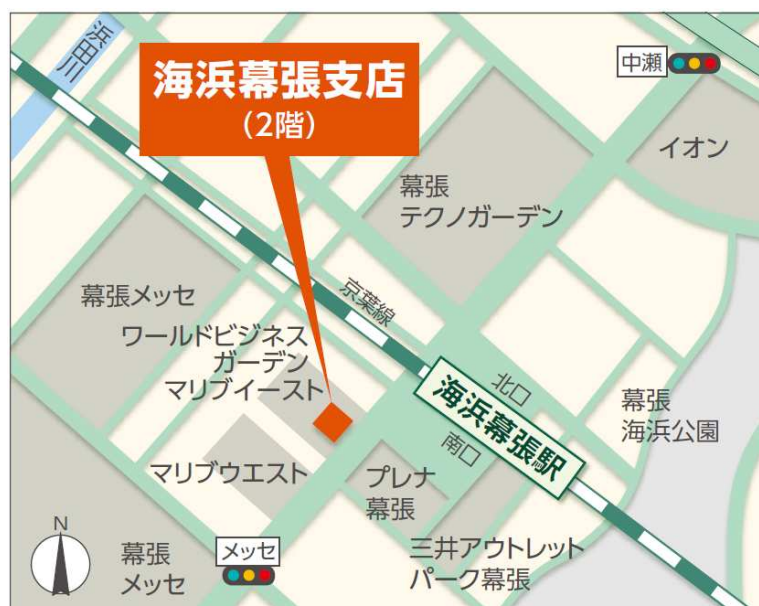 浜田川
海浜幕張支店
（2階）
中瀬
イオン
幕張
テクノガーデン
京葉線
幕張メッセ
ワールドビジネス
ガーデン
マリブイースト
北口
海浜幕張駅
南口
幕張
海浜公園
マリブウエスト
プレナ
幕張
三井アウトレット
パーク幕張
N
幕張
メッセ
メッセ